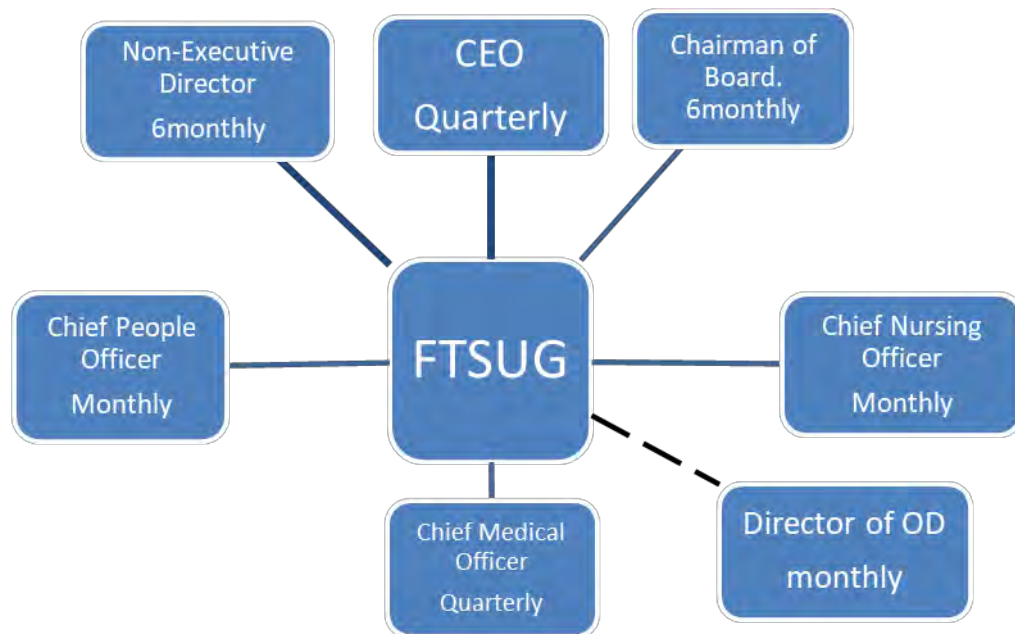 Non-Executive
Director
6monthly
CEO
Quarterly
Chairman of
Board.
6monthly
Chief People
Officer
Monthly
FTSUG
Chief Nursing
Officer
Monthly
Chief Medical
Officer
Quarterly
Director of OD
monthly